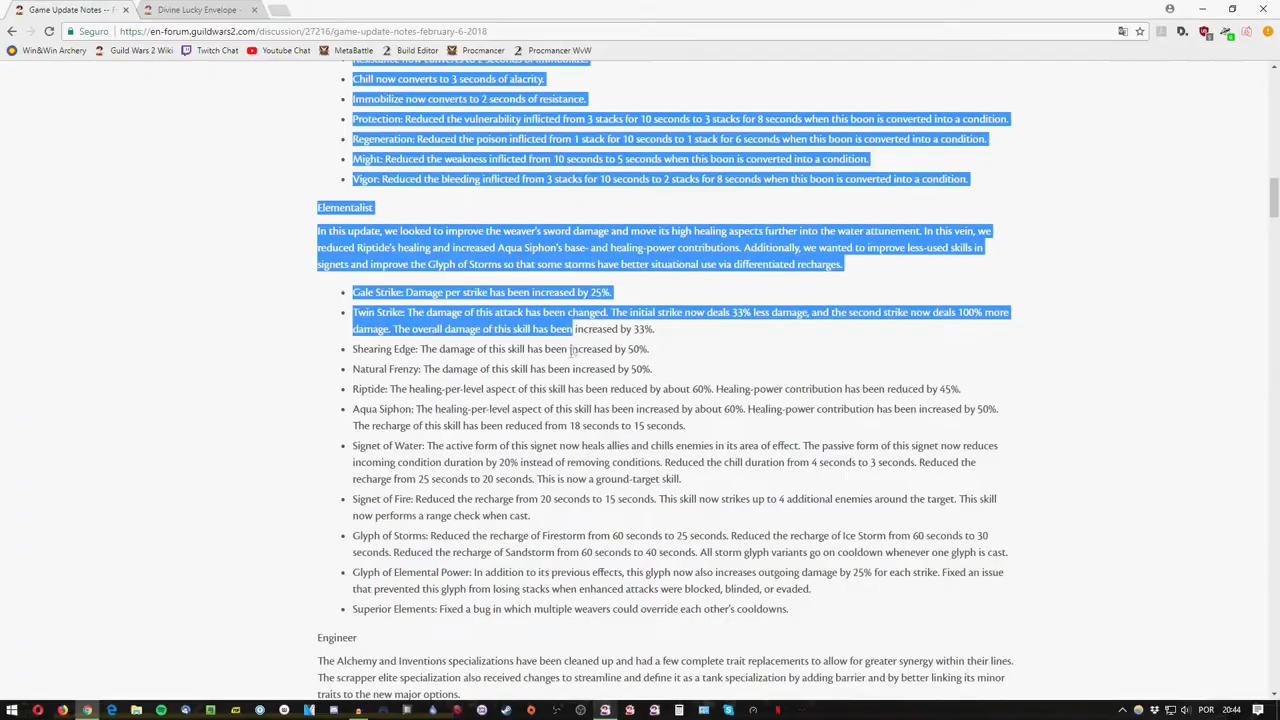 Game Update Notes -- F
Divine Lucky Envelope -
Seguro
https://en-forum.guildwars2.com/discussion/27216/game-update-notes-february-6-2018
Win&Win Archery
Guild Wars 2 Wiki
Twitch Chat
YouTube Chat
MetaBattle
Build Editor
Procmancer
Procmancer WvW
Resistance now converts to 2 seconds of immobilize.
Chill now converts to 3 seconds of alacrity.
Immobilize now converts to 2 seconds of resistance.
Protection: Reduced the vulnerability inflicted from 3 stacks for 10 seconds to 3 stacks for 8 seconds when this boon is converted into a condition.
Regeneration: Reduced the poison inflicted from 1 stack for 10 seconds to 1 stack for 6 seconds when this boon is converted into a condition.
Might: Reduced the weakness inflicted from 10 seconds to 5 seconds when this boon is converted into a condition.
Vigor: Reduced the bleeding inflicted from 3 stacks for 10 seconds to 2 stacks for 8 seconds when this boon is converted into a condition.
Elementalist
In this update, we looked to improve the weaver's sword damage and move its high healing aspects further into the water attunement. In this vein, we
reduced Riptide's healing and increased Aqua Siphon's base- and healing-power contributions. Additionally, we wanted to improve less-used skills in
signets and improve the Glyph of Storms so that some storms have better situational use via differentiated recharges.
Gale Strike: Damage per strike has been increased by 25%.
Twin Strike: The damage of this attack has been changed. The initial strike now deals 33% less damage, and the second strike now deals 100% more
damage. The overall damage of this skill has been increased by 33%.
Shearing Edge: The damage of this skill has been increased by 50%.
Natural Frenzy: The damage of this skill has been increased by 50%.
Riptide: The healing-per-level aspect of this skill has been reduced by about 60%. Healing-power contribution has been reduced by 45%.
Aqua Siphon: The healing-per-level aspect of this skill has been increased by about 60%. Healing-power contribution has been increased by 50%.
The recharge of this skill has been reduced from 18 seconds to 15 seconds.
Signet of Water: The active form of this signet now heals allies and chills enemies in its area of effect. The passive form of this signet now reduces
incoming condition duration by 20% instead of removing conditions. Reduced the chill duration from 4 seconds to 3 seconds. Reduced the
recharge from 25 seconds to 20 seconds. This is now a ground-target skill.
Signet of Fire: Reduced the recharge from 20 seconds to 15 seconds. This skill now strikes up to 4 additional enemies around the target. This skill
now performs a range check when cast.
Glyph of Storms: Reduced the recharge of Firestorm from 60 seconds to 25 seconds. Reduced the recharge of Ice Storm from 60 seconds to 30
seconds. Reduced the recharge of Sandstorm from 60 seconds to 40 seconds. All storm glyph variants go on cooldown whenever one glyph is cast.
Glyph of Elemental Power: In addition to its previous effects, this glyph now also increases outgoing damage by 25% for each strike. Fixed an issue
that prevented this glyph from losing stacks when enhanced attacks were blocked, blinded, or evaded.
Superior Elements: Fixed a bug in which multiple weavers could override each other's cooldowns.
Engineer
The Alchemy and Inventions specializations have been cleaned up and had a few complete trait replacements to allow for greater synergy within their lines.
The scrapper elite specialization also received changes to streamline and define it as a tank specialization by adding barrier and by better linking its minor
traits to the new major options.
POR
20:44